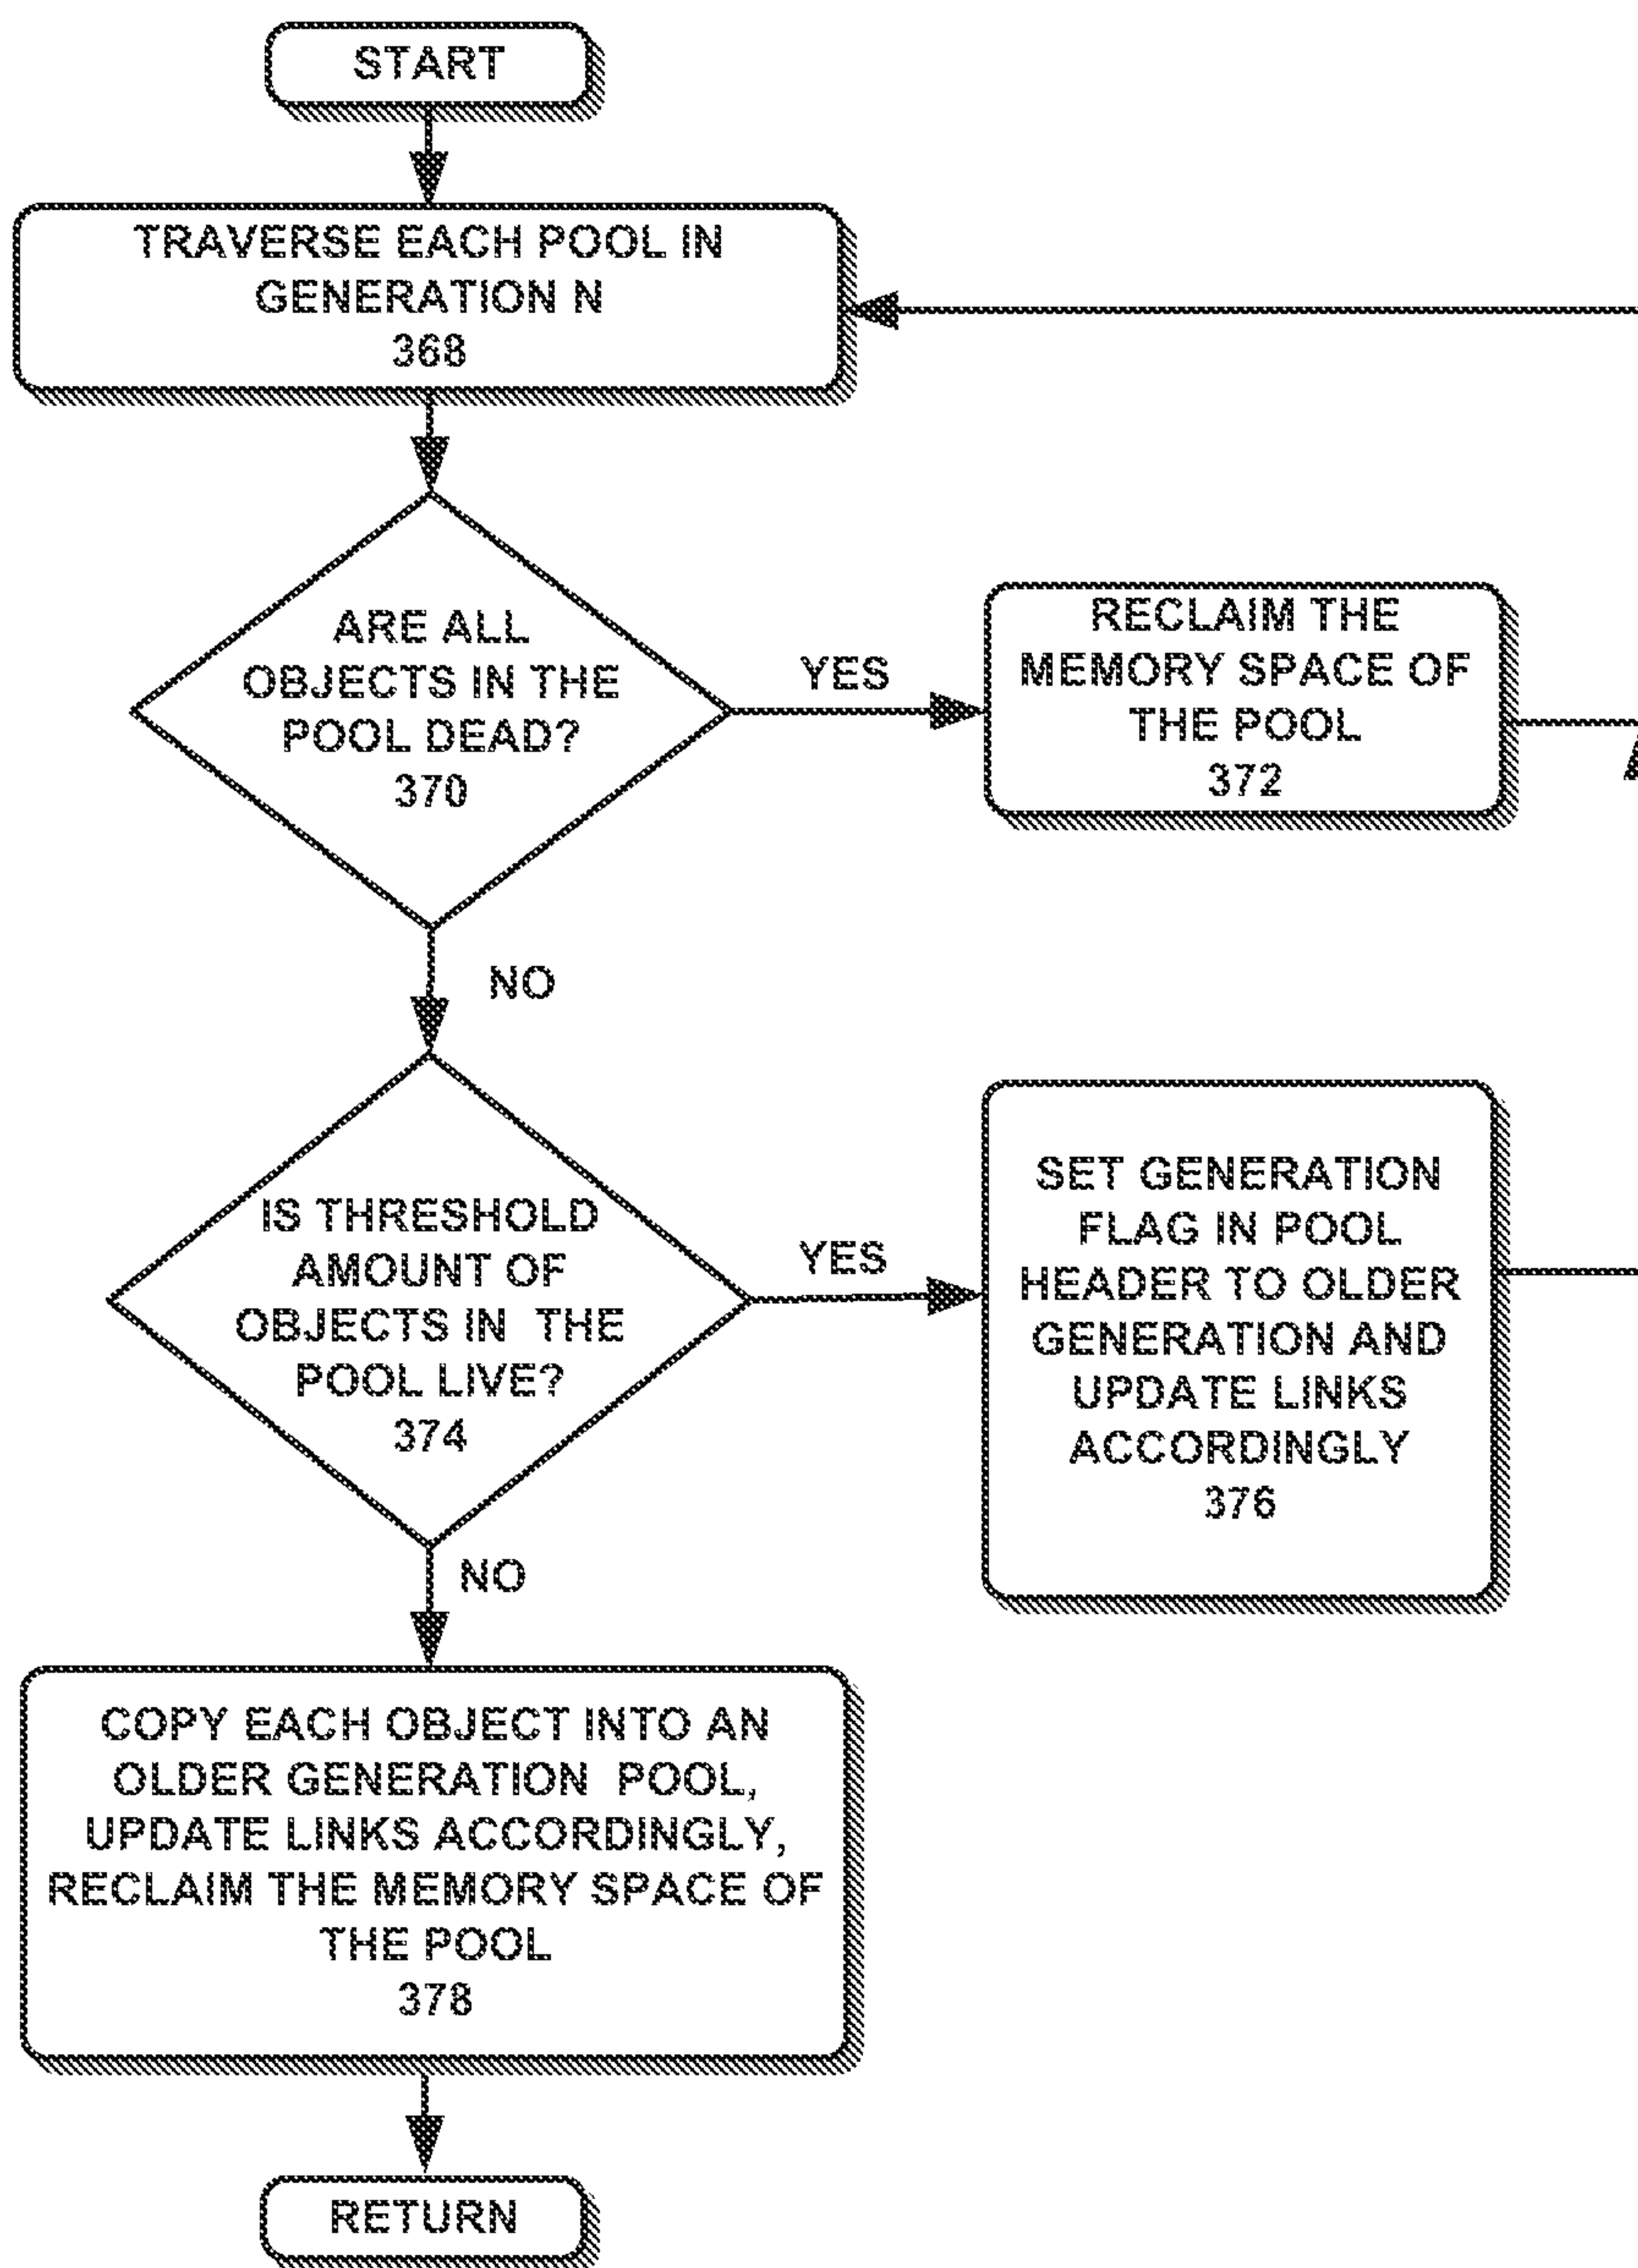 START
TRAVERSE EACH POOL IN
GENERATION N
368
ARE ALL
OBJECTS IN THE
POOL DEAD?
370
YES
RECLAIM THE
MEMORY SPACE OF
THE POOL
372
NO
IS THRESHOLD
AMOUNT OF
OBJECTS IN THE
POOL LIVE?
374
YES
SET GENERATION
FLAG IN POOL
HEADER TO OLDER
GENERATION AND
UPDATE LINKS
ACCORDINGLY
376
NO
COPY EACH OBJECT INTO AN
OLDER GENERATION POOL,
UPDATE LINKS ACCORDINGLY,
RECLAIM THE MEMORY SPACE OF
THE POOL
378
RETURN